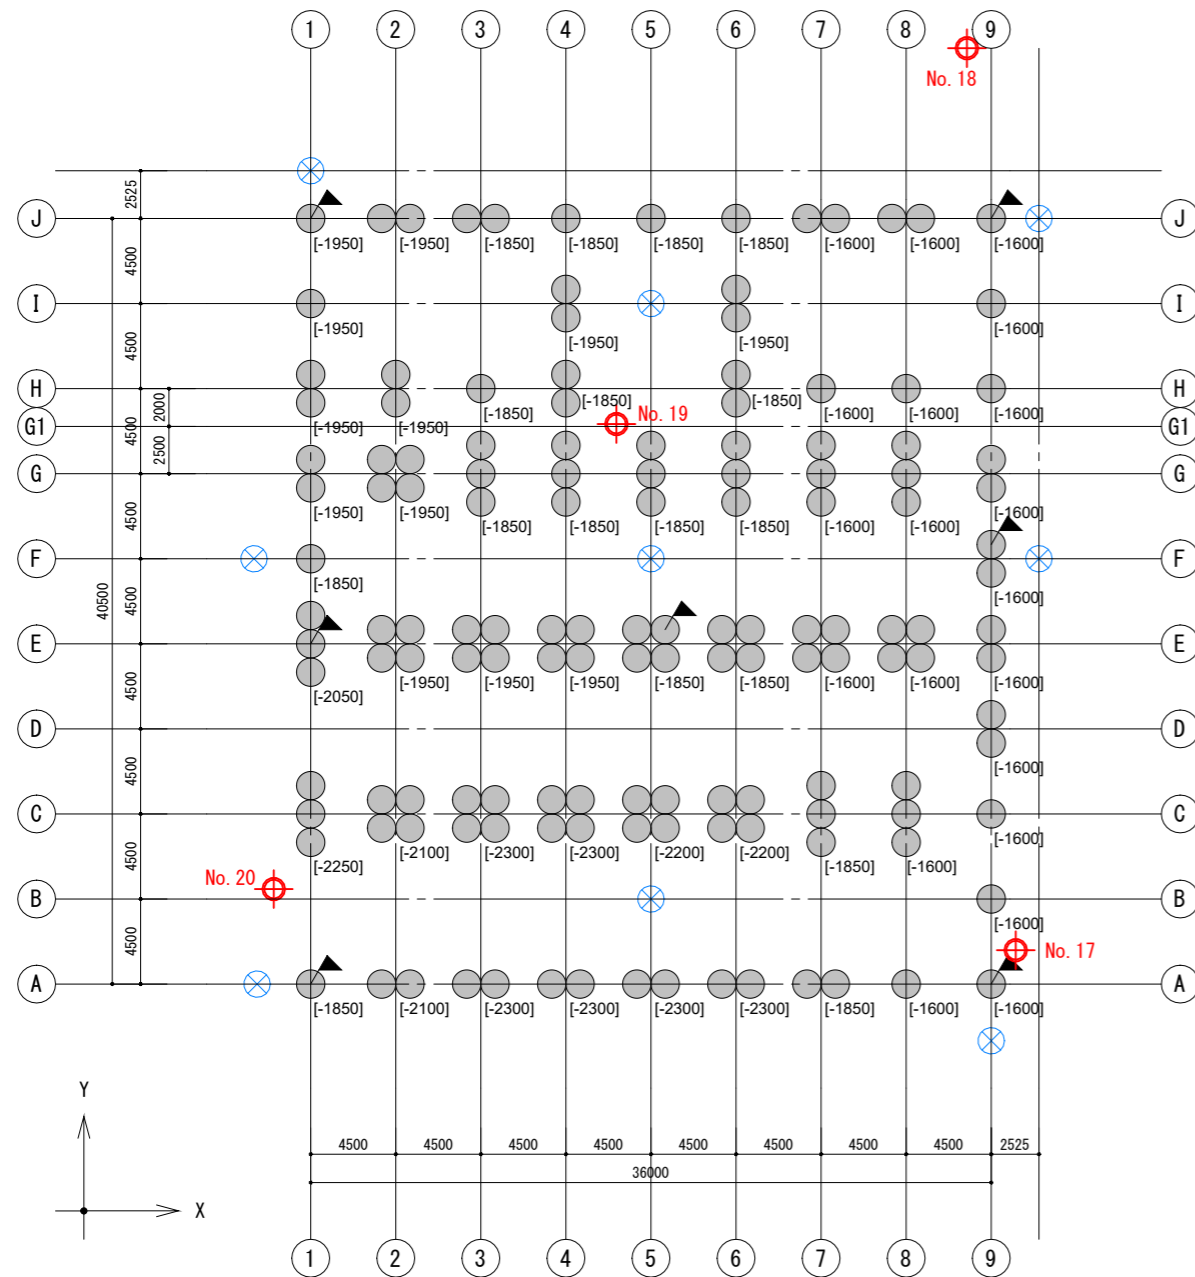 1 2 3 4 5 6 7 8 9
No. 18
2525
J J
[-1950] [-1950] [-1850] [-1850] [-1850] [-1850] [-1600] [-1600] [-1600]
4500
I I
[-1950] [-1950] [-1950] [-1600]
4500
H H
2000
[-1850] [-1850] [-1850] [-1600] [-1600] [-1600]
No. 19
[-1950] [-1950]
4500
G1 G1
2500
G G
[-1950] [-1950] [-1850] [-1850] [-1850] [-1850] [-1600] [-1600] [-1600]
4500
F F
[-1850] [-1600]
40500
4500
E E
[-2050] [-1950] [-1950] [-1950] [-1850] [-1850] [-1600] [-1600] [-1600]
4500
D D
[-1600]
4500
C C
[-1600]
[-2250] [-2100] [-2300] [-2300] [-2200] [-2200] [-1850] [-1600]
No. 20
4500
B B
[-1600]
No. 17
4500
A A
[-1850] [-2100] [-2300] [-2300] [-2300] [-2300] [-1850] [-1600] [-1600]
Y
X
4500 4500 4500 4500 4500 4500 4500 4500 2525
36000
1 2 3 4 5 6 7 8 9